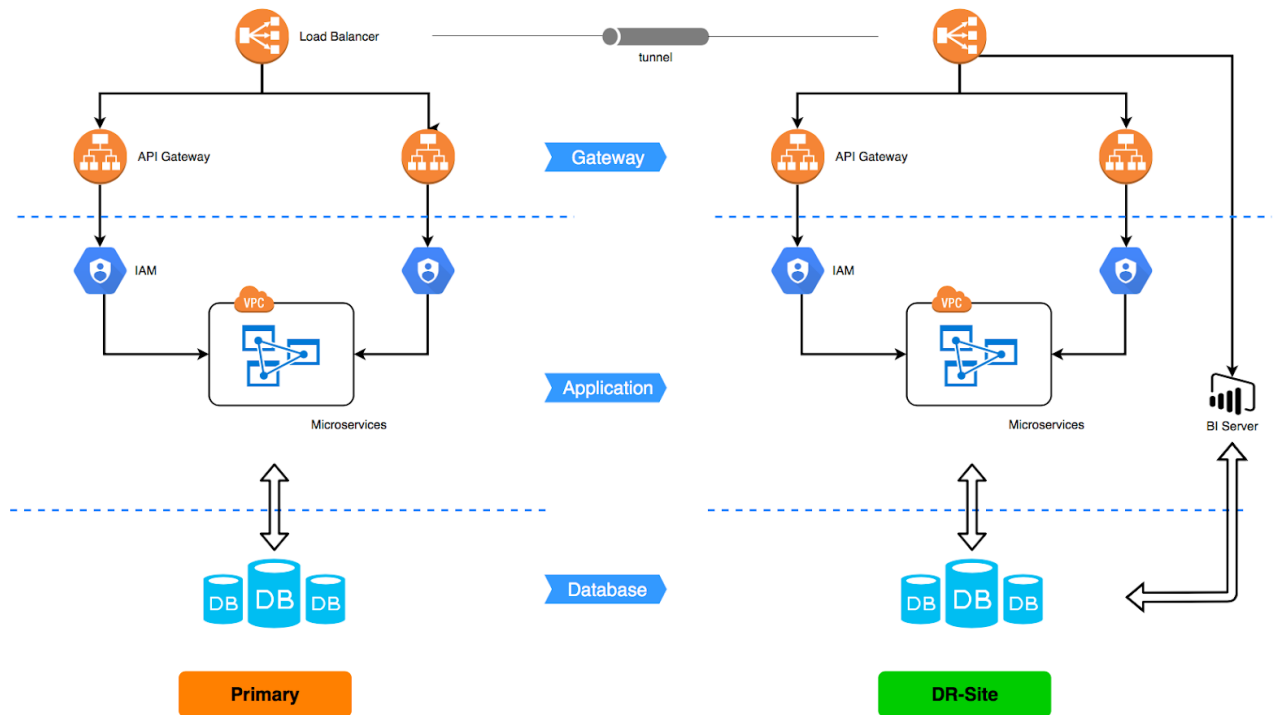 Load Balancer
tunnel
API Gateway
Gateway
API Gateway
IAM
IAM
VPC
VPC
Application
Microservices
Microservices
BI Server
DB
DB
DB
Database
DB
DB
DB
Primary
DR-Site